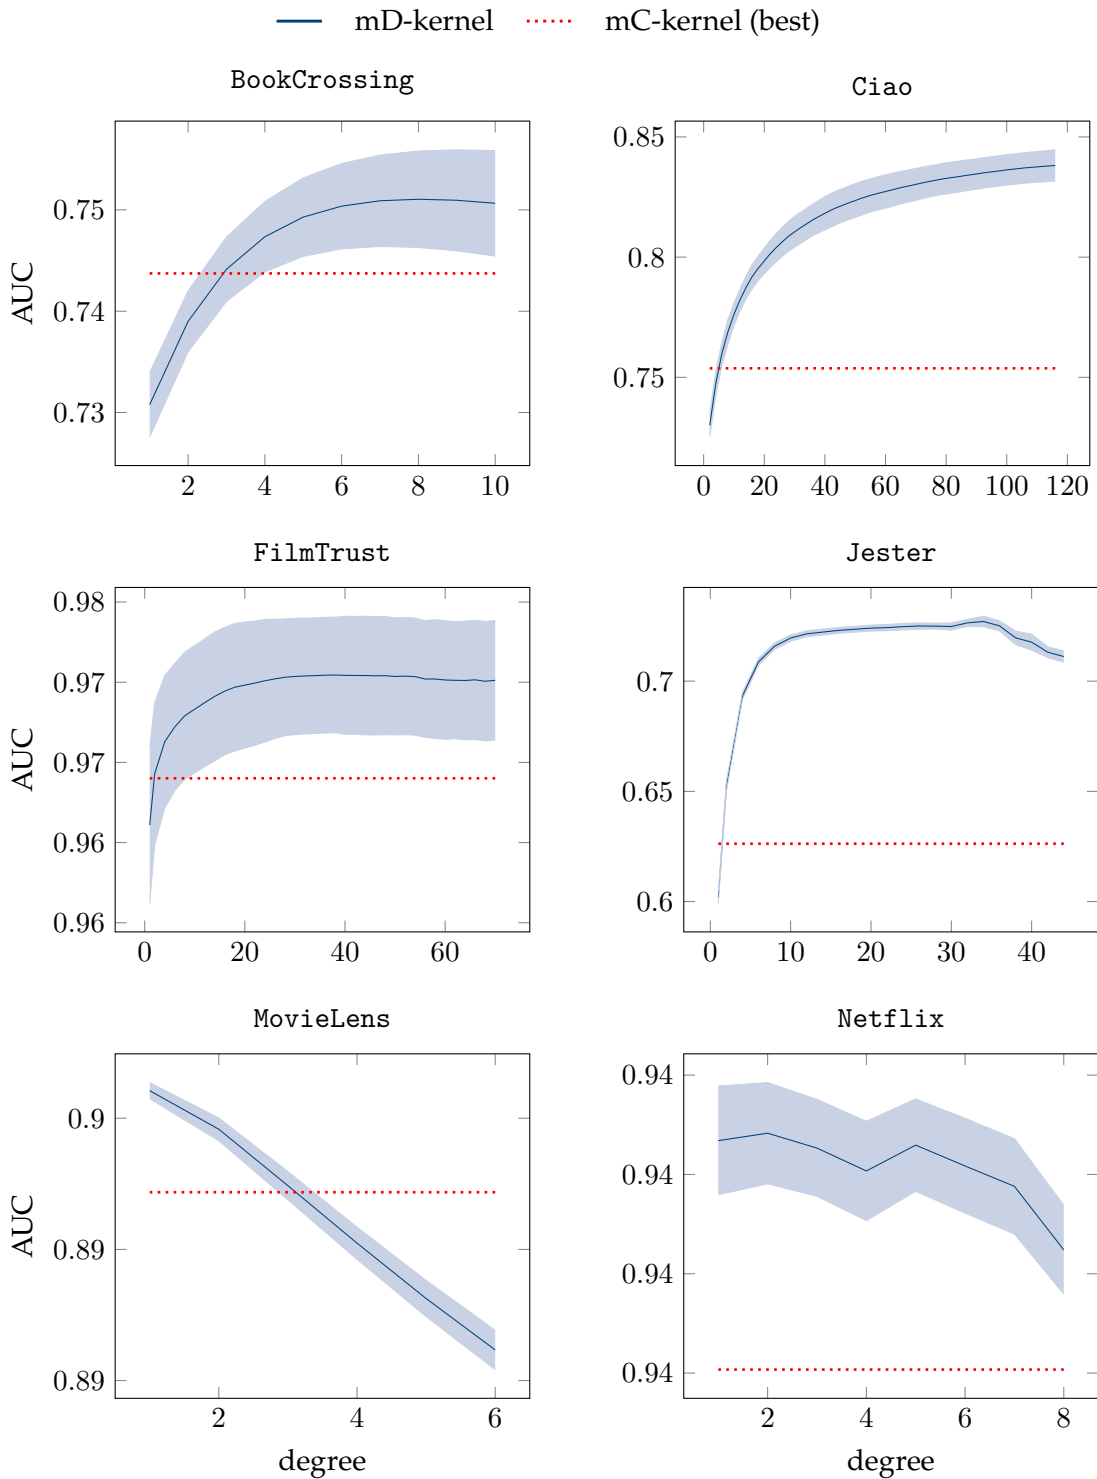 mD-kernel mC-kernel (best)
BookCrossing
Ciao
AUC
0.75
0.74
0.73
2 4 6 8 10
0.85
0.8
0.75
0 20 40 60 80 100 120
FilmTrust
Jester
AUC
0.98
0.97
0.97
0.96
0.96
0 20 40 60
0.7
0.65
0.6
0 10 20 30 40
MovieLens
Netflix
AUC
0.9
0.89
0.89
2 4 6
degree
0.94
0.94
0.94
0.94
2 4 6 8
degree